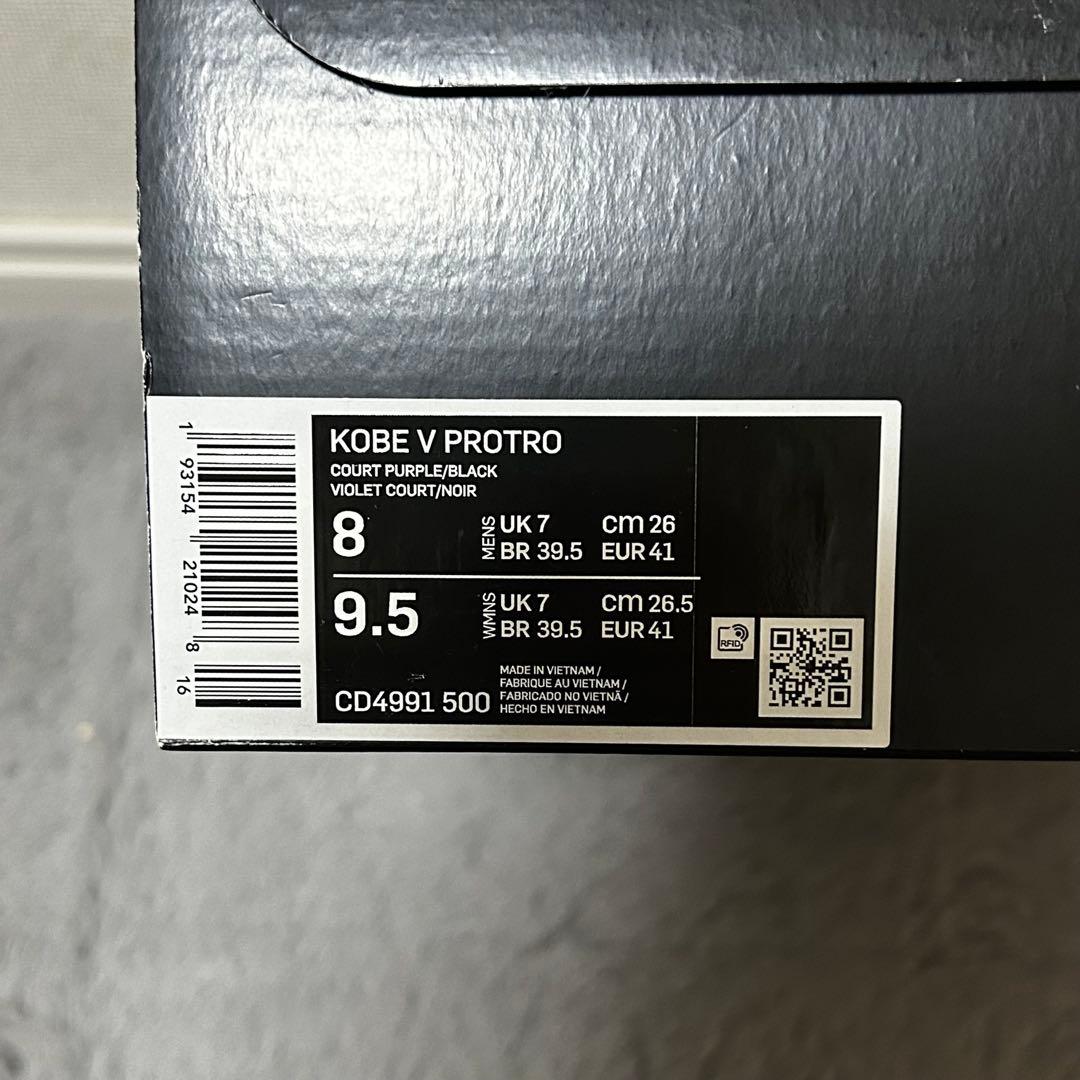 KOBE V PROTRO
COURT PURPLE/BLACK
VIOLET COURT/NOIR
8 MENS UK 7 cm 26
BR 39.5 EUR 41
9.5 WMNS UK 7 cm 26.5
BR 39.5 EUR 41
CD4991 500
MADE IN VIETNAM /
FABRIQUE AU VIETNAM /
FABRICADO NO VIETNÃ /
HECHO EN VIETNAM
RFID
1 93154 21024 8 16